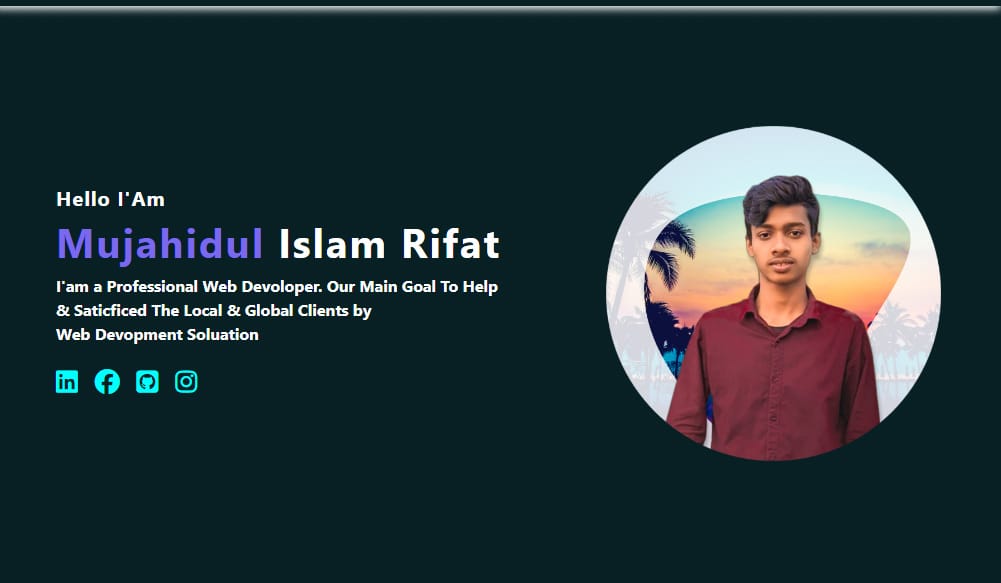 Hello I'Am
Mujahidul Islam Rifat
I'am a Professional Web Devoloper. Our Main Goal To Help
& Saticficed The Local & Global Clients by
Web Devopment Soluation